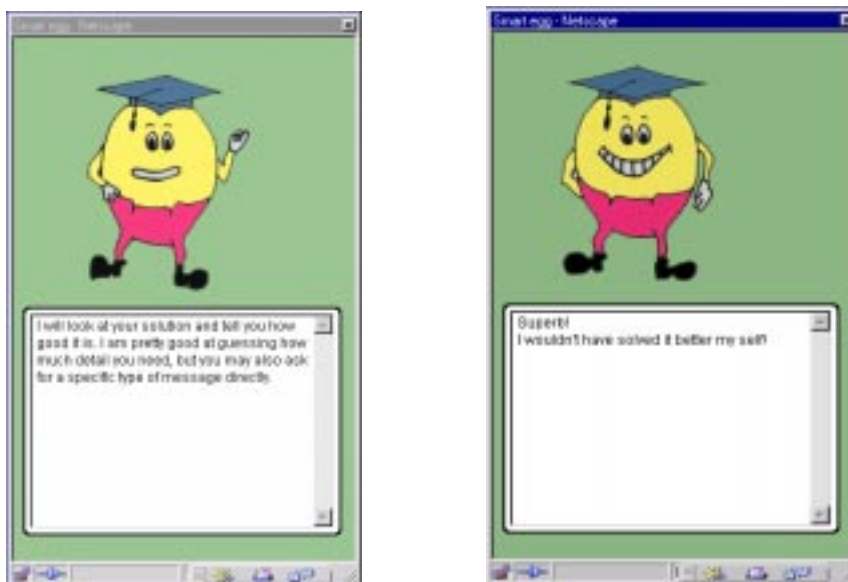 Smart egg - Netscape
I will look at your solution and tell you how
good it is. I am pretty good at guessing how
much detail you need, but you may also ask
for a specific type of message directly.
Smart egg - Netscape
Superb!
I wouldn't have solved it better my self!